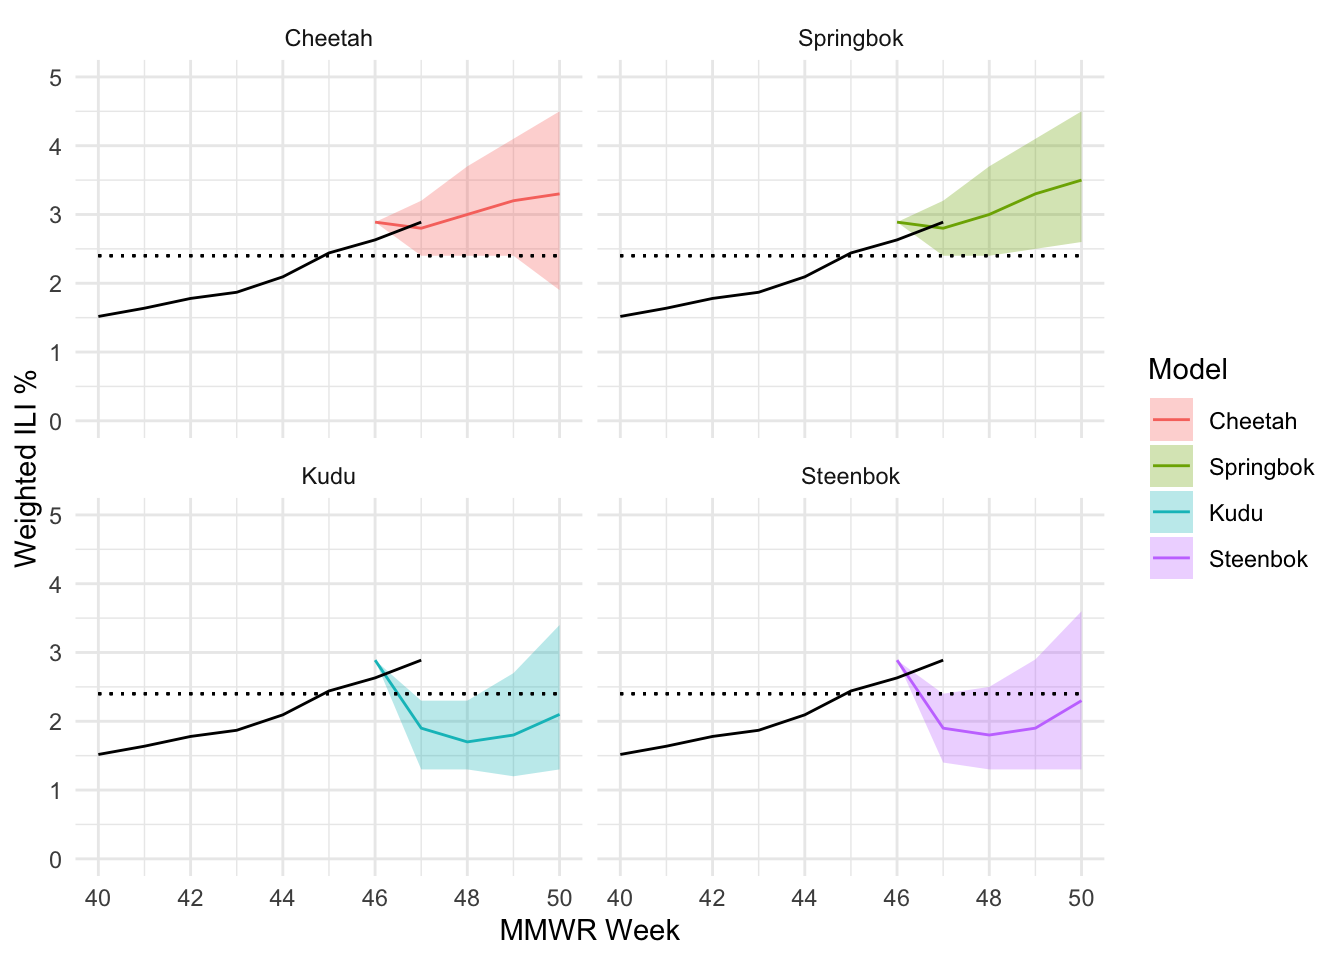 Cheetah
Springbok
5
4
3
2
1
0
Kudu
Steenbok
5
4
3
2
1
0
40 42 44 46 48 50 40 42 44 46 48 50
MMWR Week
Weighted ILI %
Model
Cheetah
Springbok
Kudu
Steenbok